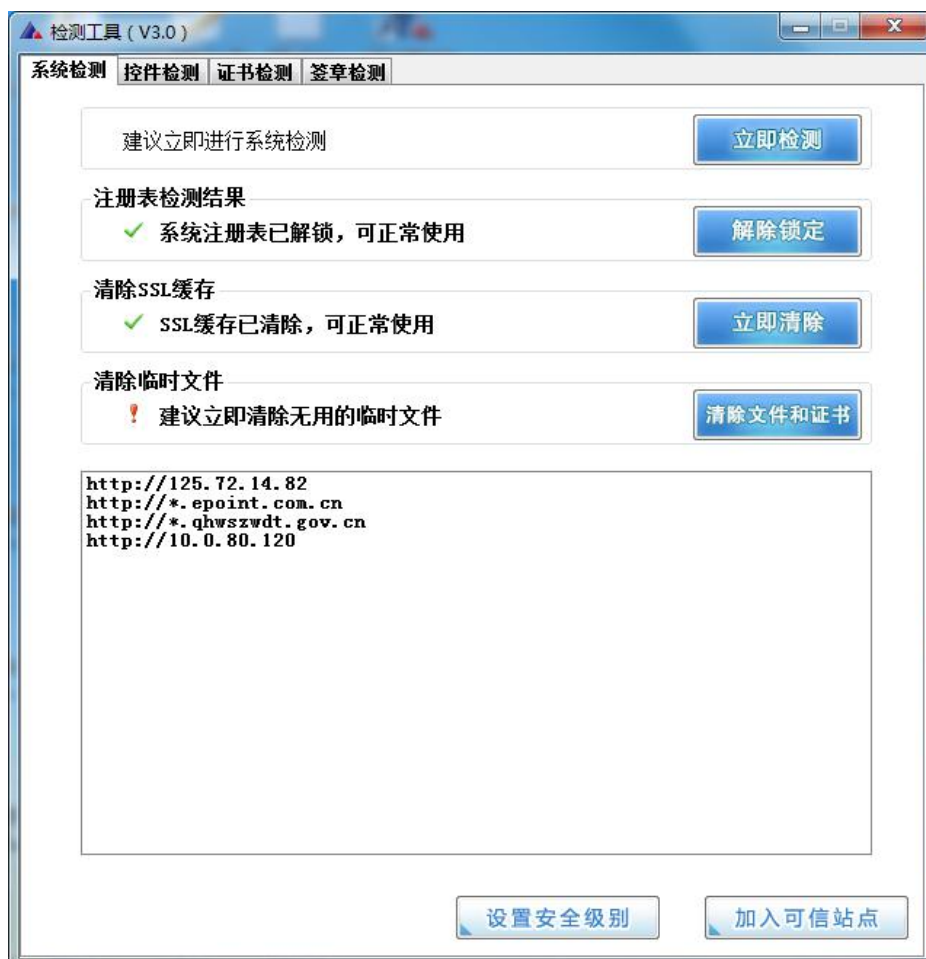 检测工具(V3.0)
系统检测 控件检测 证书检测 签章检测
建议立即进行系统检测 立即检测
注册表检测结果
系统注册表已解锁，可正常使用 解除锁定
清除SSL缓存
SSL缓存已清除，可正常使用 立即清除
清除临时文件
建议立即清除无用的临时文件 清除文件和证书
http://125.72.14.82
http://*.epoint.com.cn
http://*.qhwszwdt.gov.cn
http://10.0.80.120
设置安全级别 加入可信站点